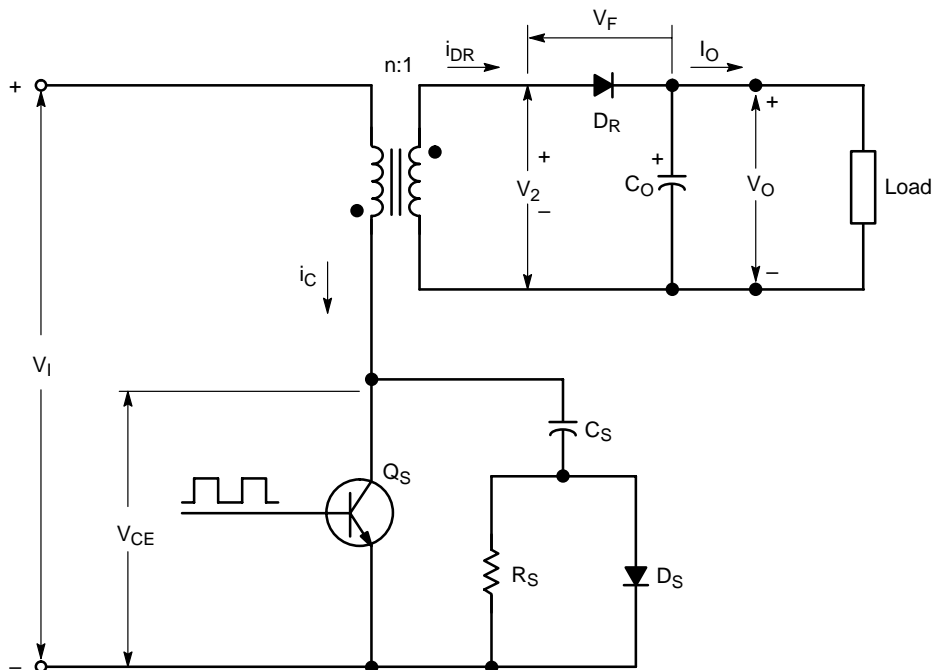 V_F
n:1
i_DR
I_O
+
D_R
+
+
V_2
–
C_O
+
V_O
–
Load
i_C
V_I
C_S
Q_S
V_CE
R_S
D_S
–